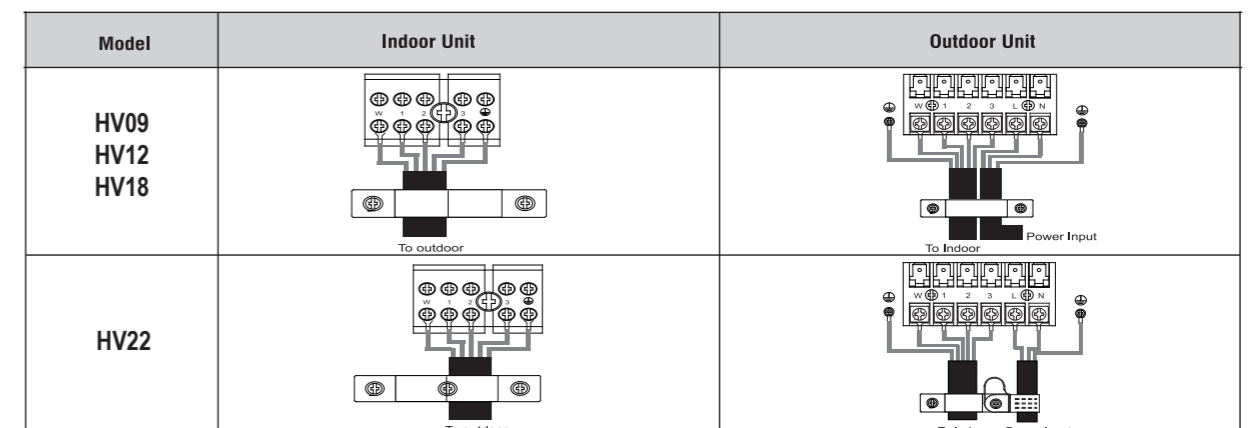 Model Indoor Unit Outdoor Unit
HV09
HV12
HV18
W 1 2 3
To outdoor
W 1 2 3 L N
Power Input
To Indoor
HV22
W 1 2 3
W 1 2 3 L N